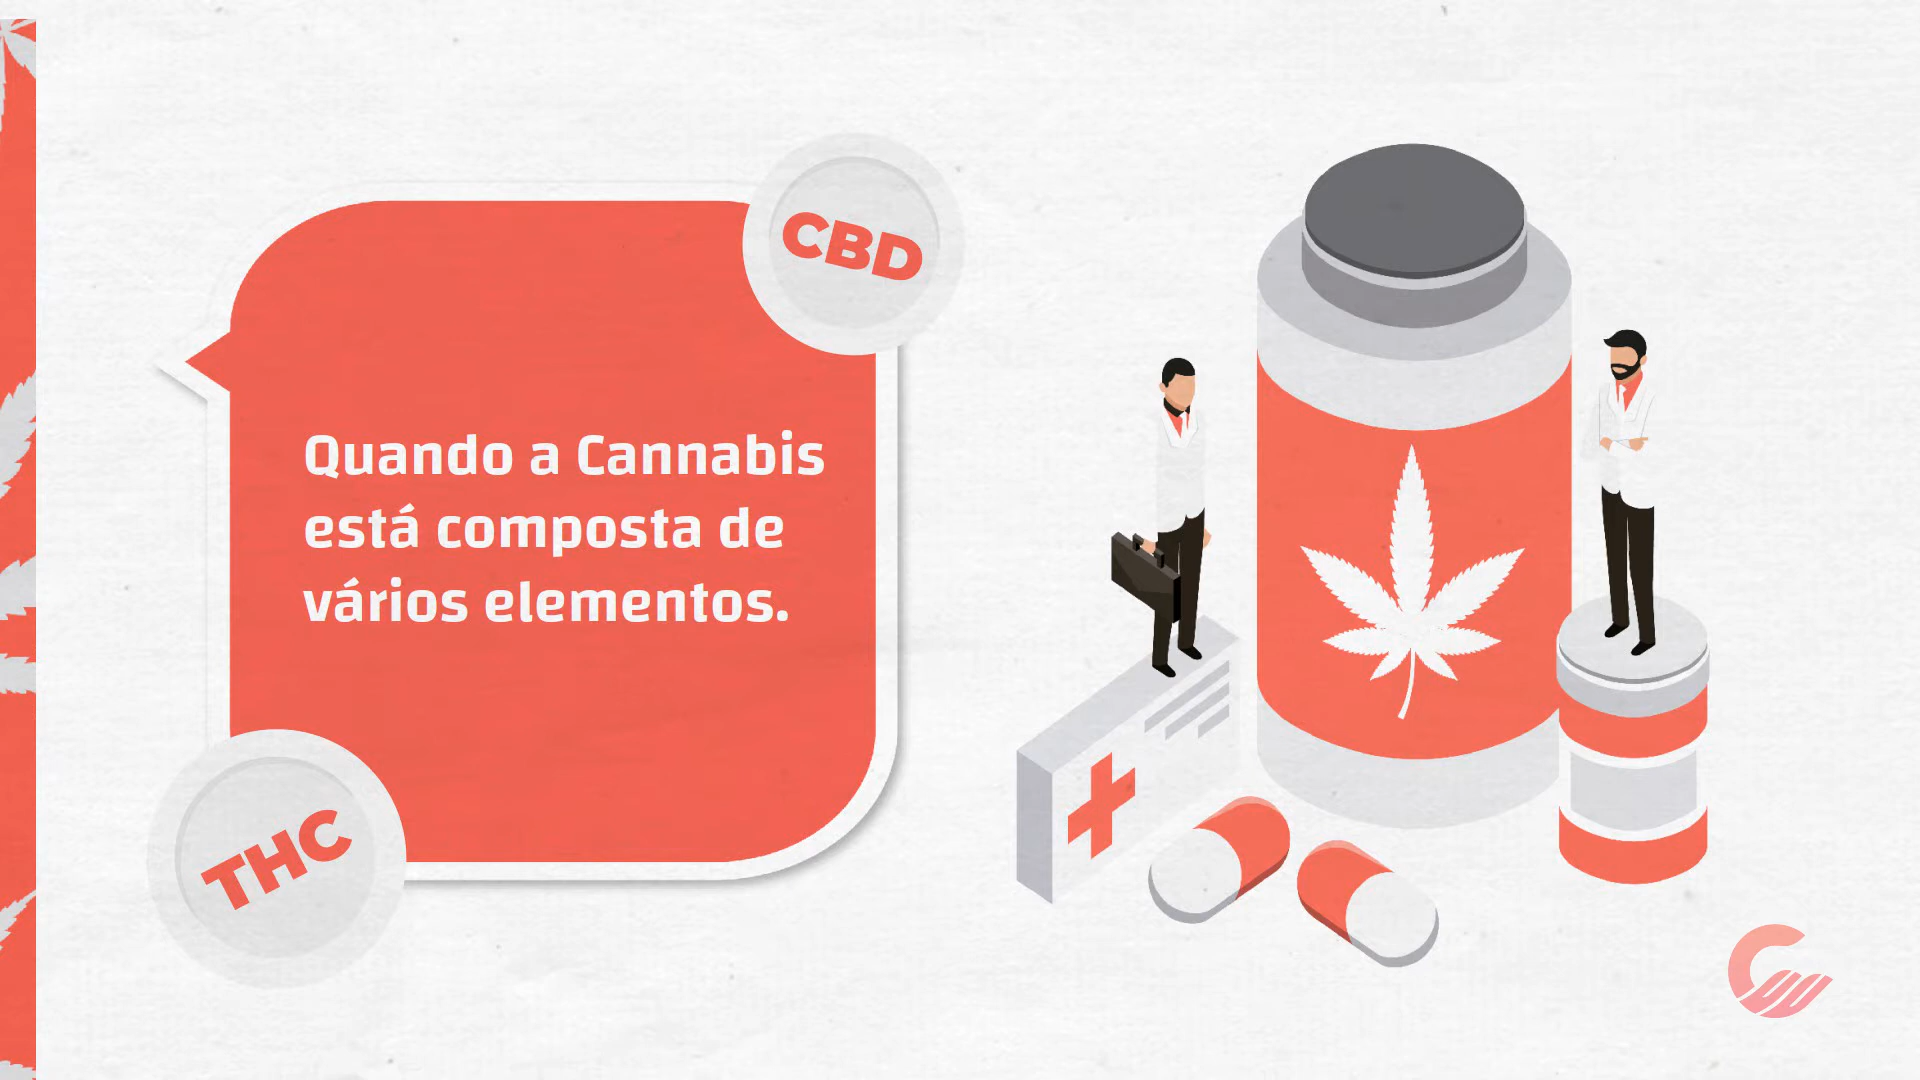 CBD
Quando a Cannabis
está composta de
vários elementos.
THC